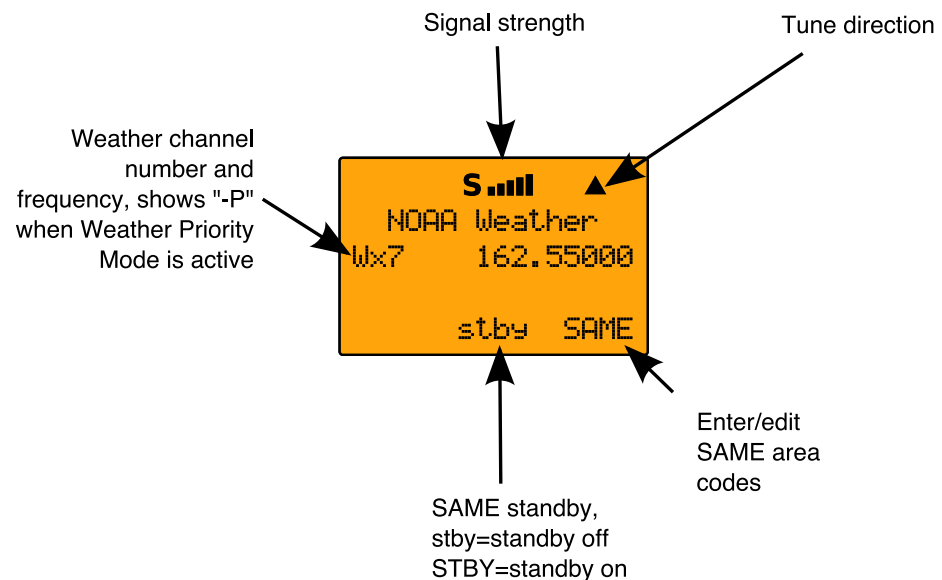 Signal strength
Tune direction
Weather channel
number and
frequency, shows "-P"
when Weather Priority
Mode is active
S
NOAA Weather
Wx7 162.55000
stby SAME
Enter/edit
SAME area
codes
SAME standby,
stby=standby off
STBY=standby on